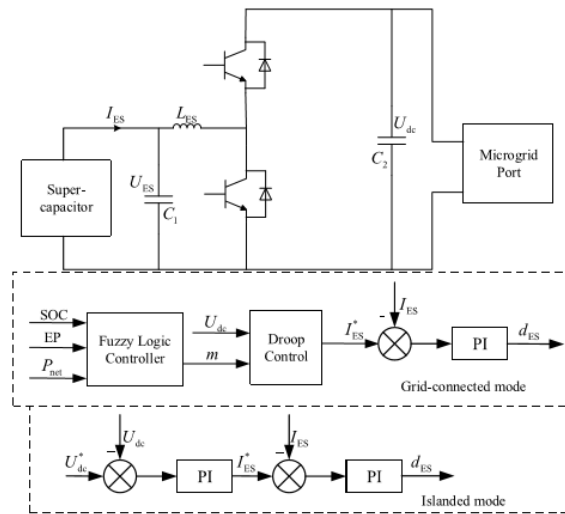 I_ES
L_ES
U_ES
C_1
U_dc
C_2
Super-
capacitor
Microgrid
Port
SOC
EP
P_net
Fuzzy Logic
Controller
U_dc
m
Droop
Control
I*_ES
-
I_ES
PI
d_ES
Grid-connected mode
U*_dc
-
U_dc
PI
I*_ES
-
I_ES
PI
d_ES
Islanded mode